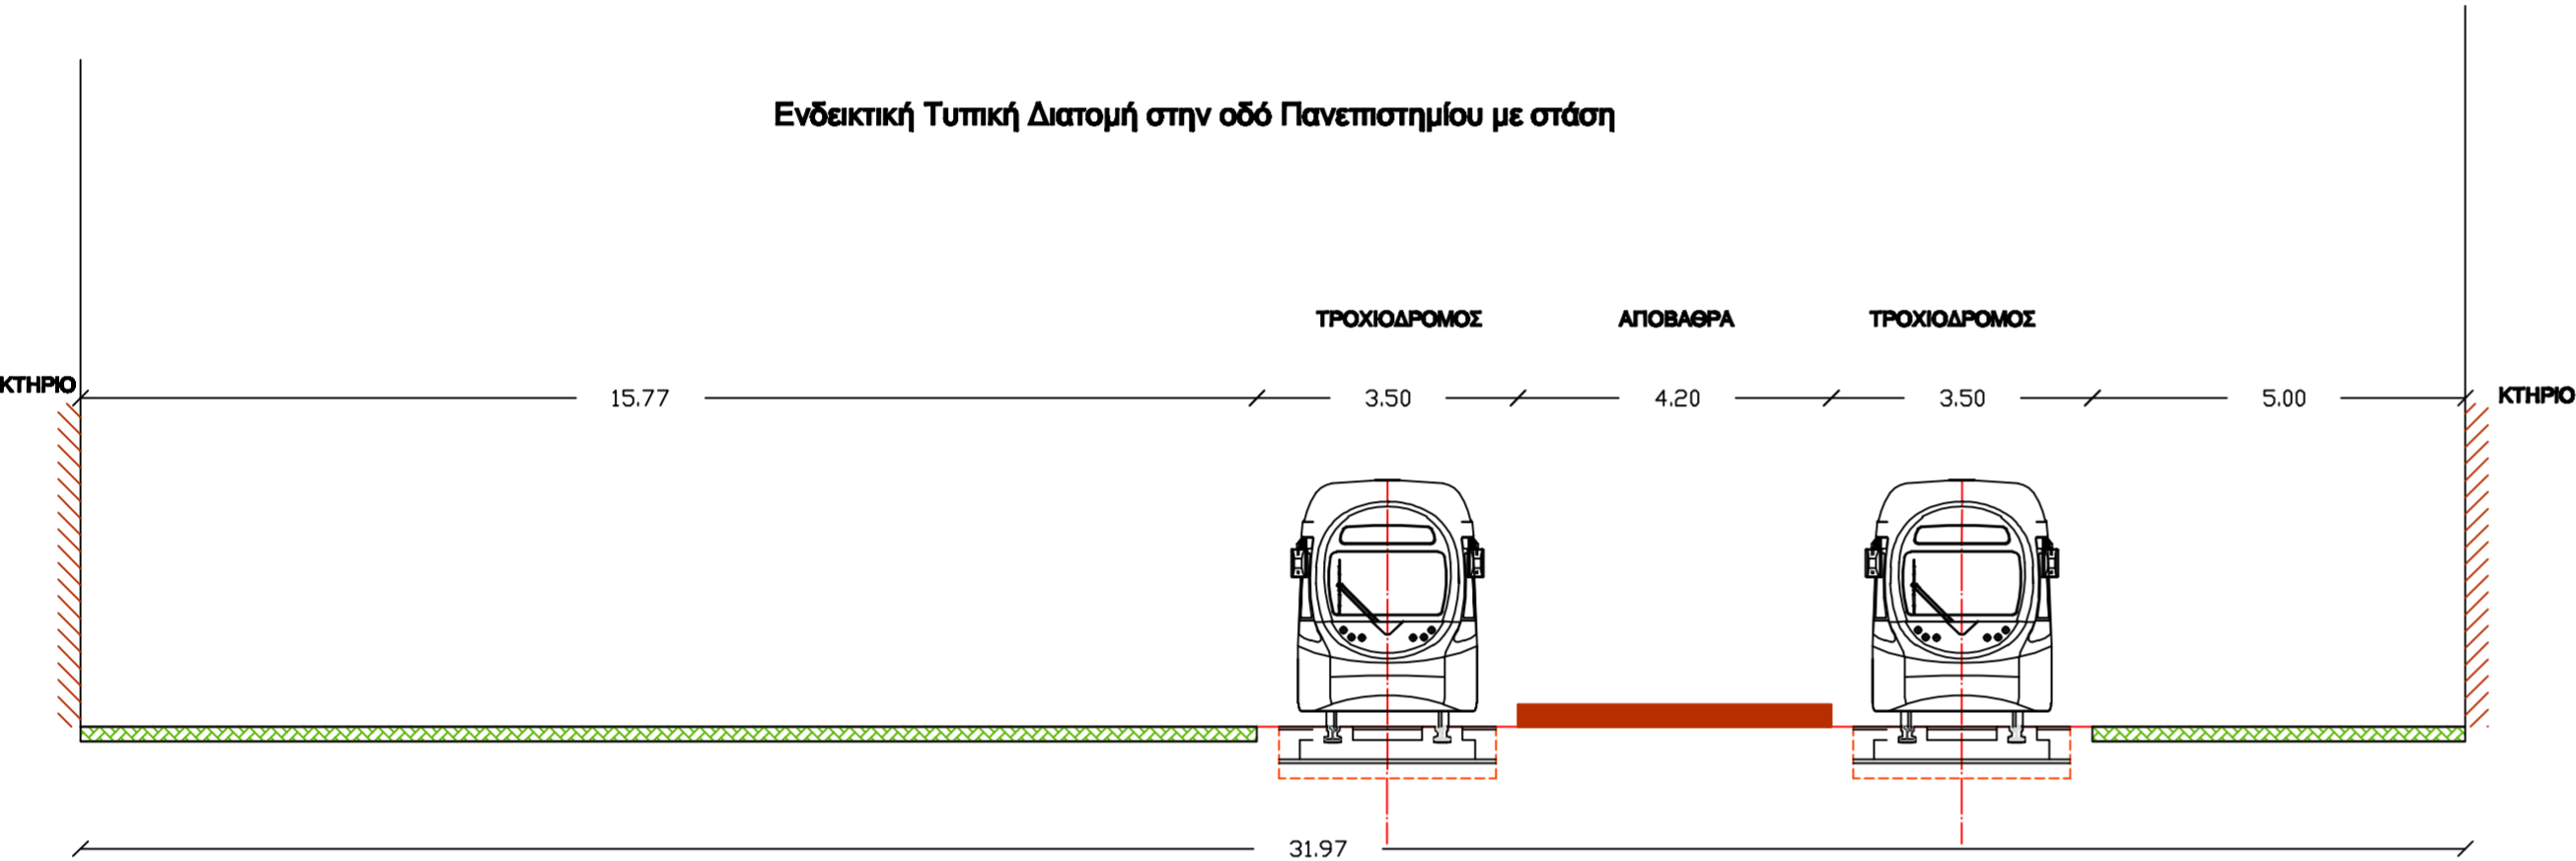 Ενδεικτική Τυπική Διατομή στην οδό Πανεπιστημίου με στάση
ΤΡΟΧΙΟΔΡΟΜΟΣ ΑΠΟΒΑΘΡΑ ΤΡΟΧΙΟΔΡΟΜΟΣ
ΚΤΗΡΙΟ 15.77 3.50 4.20 3.50 5.00 ΚΤΗΡΙΟ
31.97